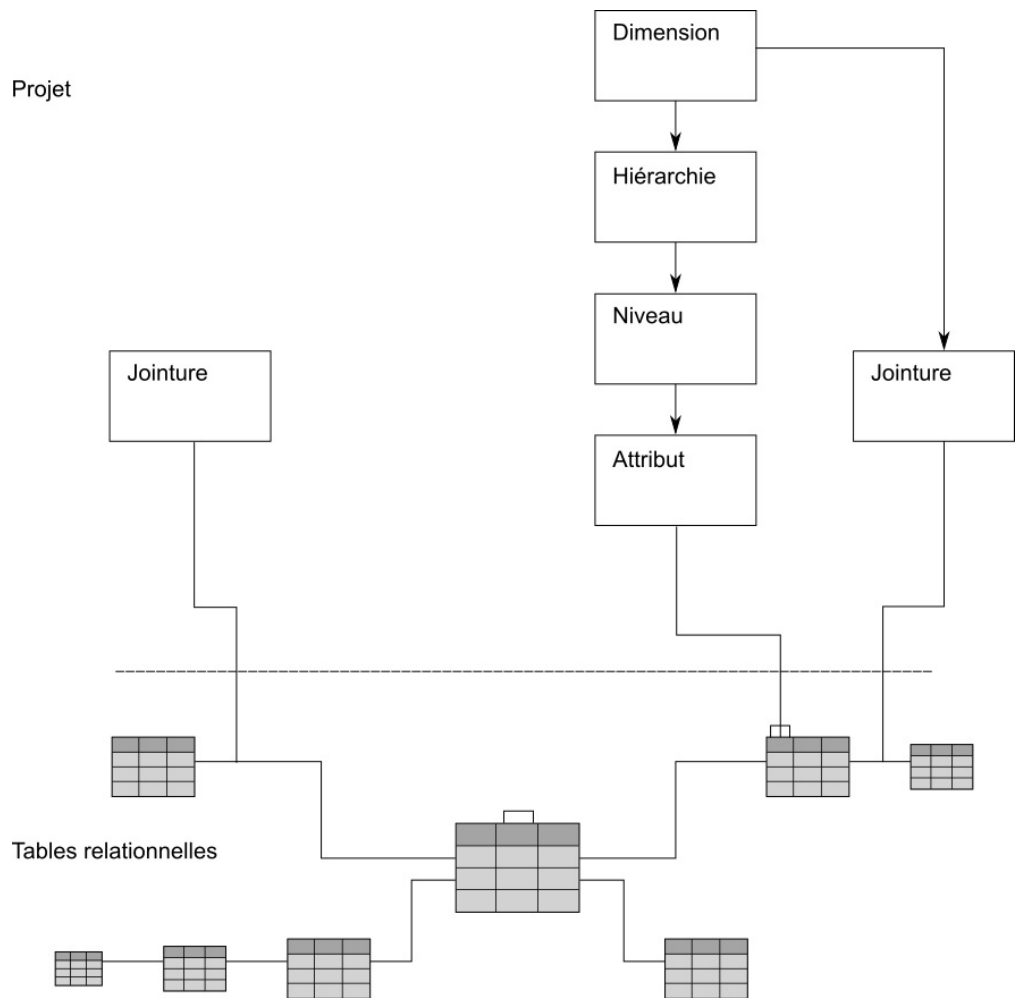 Dimension
Projet
Hiérarchie
Niveau
Jointure
Jointure
Attribut
Tables relationnelles